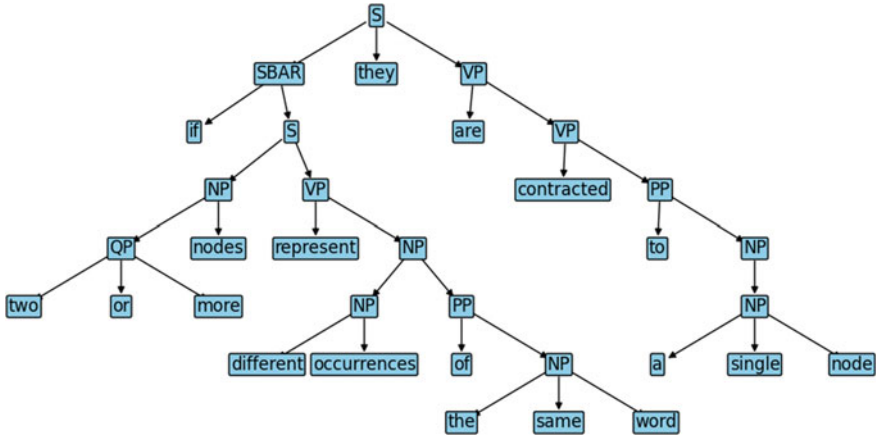 S
SBAR they VP
if S are VP
NP VP contracted PP
QP nodes represent NP to NP
two or more NP PP NP
different occurrences of NP a single node
the same word